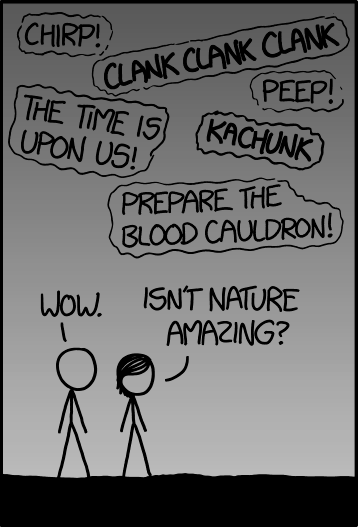 CHIRP!
CLANK CLANK CLANK
PEEP!
THE TIME IS
UPON US!
KACHUNK
PREPARE THE
BLOOD CAULDRON!
WOW.
ISN'T NATURE
AMAZING?